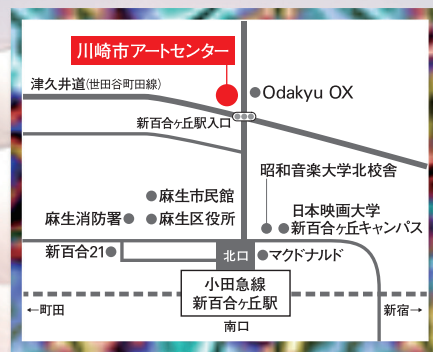 川崎市アートセンター
津久井道(世田谷町田線)
Odakyu OX
新百合ヶ丘駅入口
昭和音楽大学北校舎
麻生市民館
麻生消防署
麻生区役所
日本映画大学
新百合ヶ丘キャンパス
新百合21
北口
マクドナルド
小田急線
新百合ヶ丘駅
←町田
新宿→
南口